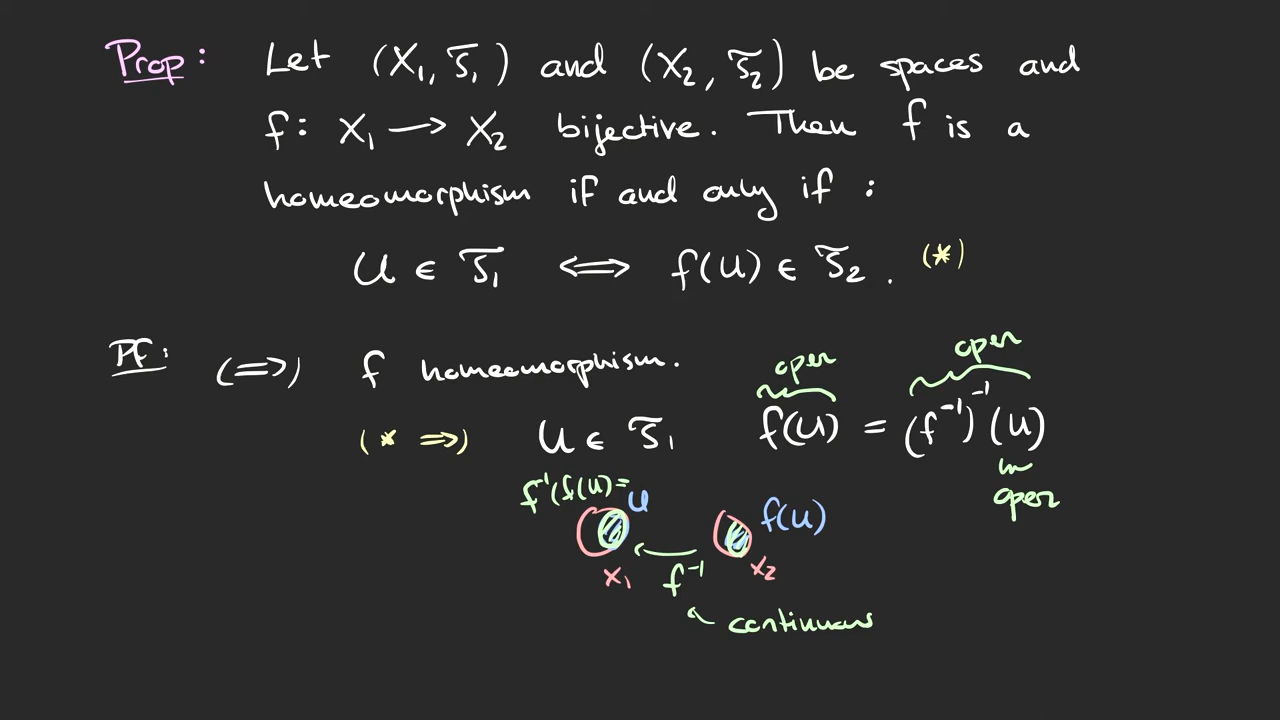 Prop: Let (X₁, 𝒯₁) and (X₂, 𝒯₂) be spaces and
f: X₁ → X₂ bijective. Then f is a
homeomorphism if and only if:
U ∈ 𝒯₁ ⟺ f(U) ∈ 𝒯₂. (*)
Pf: (⟹) f homeomorphism.
open open
(* ⟹) U ∈ 𝒯₁ f(U) = (f⁻¹)⁻¹(U)
open
f⁻¹(f(U)=
U f(U)
X₁ f⁻¹ X₂
continuous